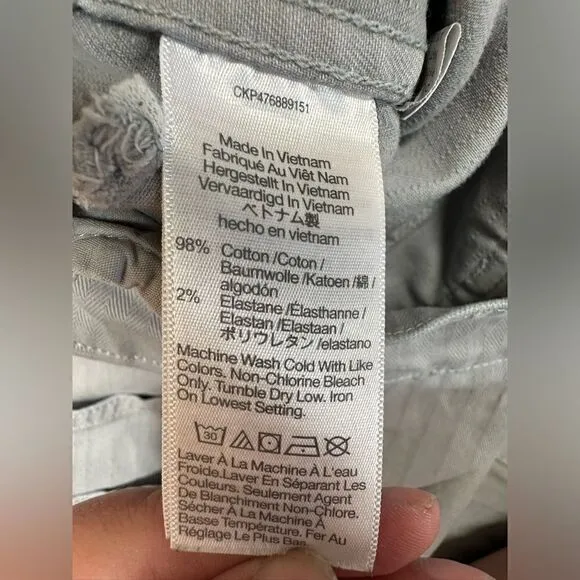 CKP476889151
Made In Vietnam
Fabriqué Au Viêt Nam
Hergestellt In Vietnam
Vervaardigd In Vietnam
ベトナム製
hecho en vietnam
98% Cotton /Coton /
Baumwolle /Katoen /綿 /
algodón
2% Elastane /Élasthanne /
Elastan /Elastaan /
ポリウレタン /elastano
Machine Wash Cold With Like
Colors. Non-Chlorine Bleach
Only. Tumble Dry Low. Iron
On Lowest Setting.
30
Laver À La Machine À L'eau
Froide.Laver En Séparant Les
Couleurs. Seulement Agent
De Blanchiment Non-Chlore.
Sécher À La Machine À
Basse Température. Fer Au
Réglage Le Plus Bas.